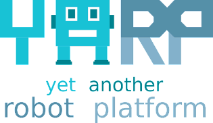 YARP
yet another
robot platform